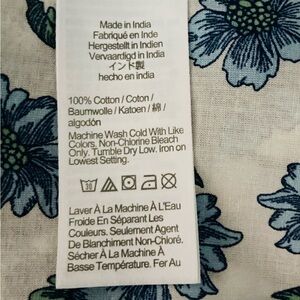 Made in India
Fabriqué en Inde
Hergestellt in Indien
Vervaardigd in India
インド製
hecho en india
100% Cotton / Coton /
Baumwolle / Katoen / 綿 /
algodón
Machine Wash Cold With Like
Colors. Non-Chlorine Bleach
Only. Tumble Dry Low. Iron on
Lowest Setting.
Laver À La Machine À L'Eau
Froide En Séparant Les
Couleurs. Seulement Agent
De Blanchiment Non-Chloré.
Sécher À La Machine À
Basse Température. Fer Au